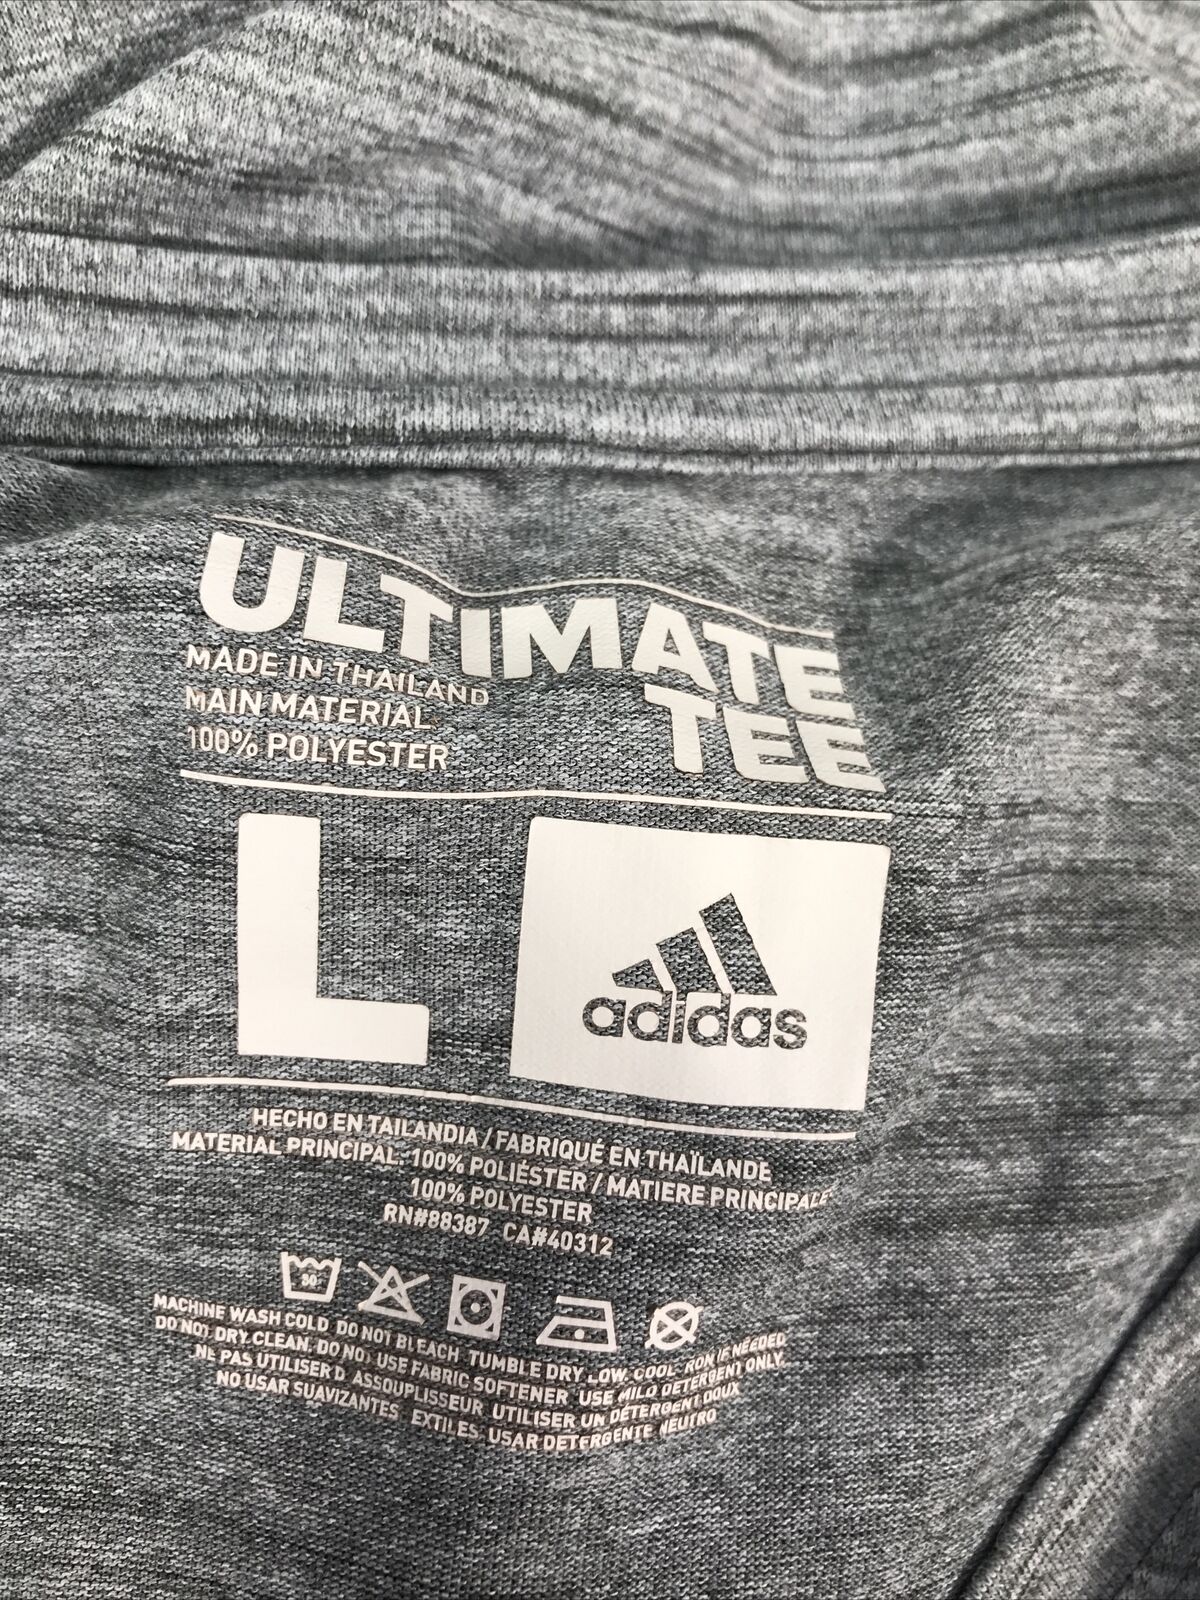 ULTIMATE
TEE
MADE IN THAILAND
MAIN MATERIAL:
100% POLYESTER
L
adidas
HECHO EN TAILANDIA / FABRIQUÉ EN THAÏLANDE
MATERIAL PRINCIPAL: 100% POLIÉSTER / MATIERE PRINCIPALE
100% POLYESTER
RN#88387 CA#40312
30
MACHINE WASH COLD. DO NOT BLEACH. TUMBLE DRY LOW. COOL IRON IF NEEDED
DO NOT DRY CLEAN. DO NOT USE FABRIC SOFTENER USE MILD DETERGENT ONLY.
NE PAS UTILISER D ASSOUPLISSEUR UTILISER UN DÉTERGENT DOUX
NO USAR SUAVIZANTES EXTILES. USAR DETERGENTE NEUTRO